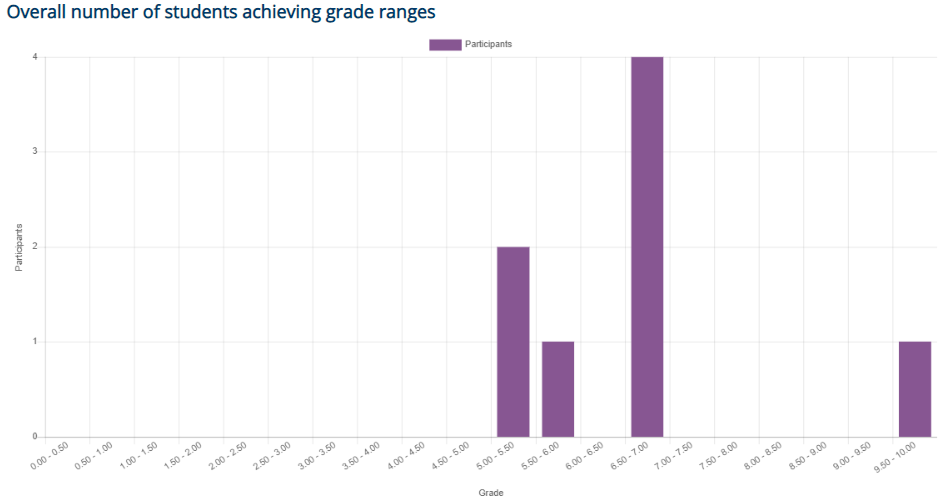 Overall number of students achieving grade ranges
Participants
4
3
2
1
0
Participants
0.00 - 0.50
0.50 - 1.00
1.00 - 1.50
1.50 - 2.00
2.00 - 2.50
2.50 - 3.00
3.00 - 3.50
3.50 - 4.00
4.00 - 4.50
4.50 - 5.00
5.00 - 5.50
5.50 - 6.00
6.00 - 6.50
6.50 - 7.00
7.00 - 7.50
7.50 - 8.00
8.00 - 8.50
8.50 - 9.00
9.00 - 9.50
9.50 - 10.00
Grade